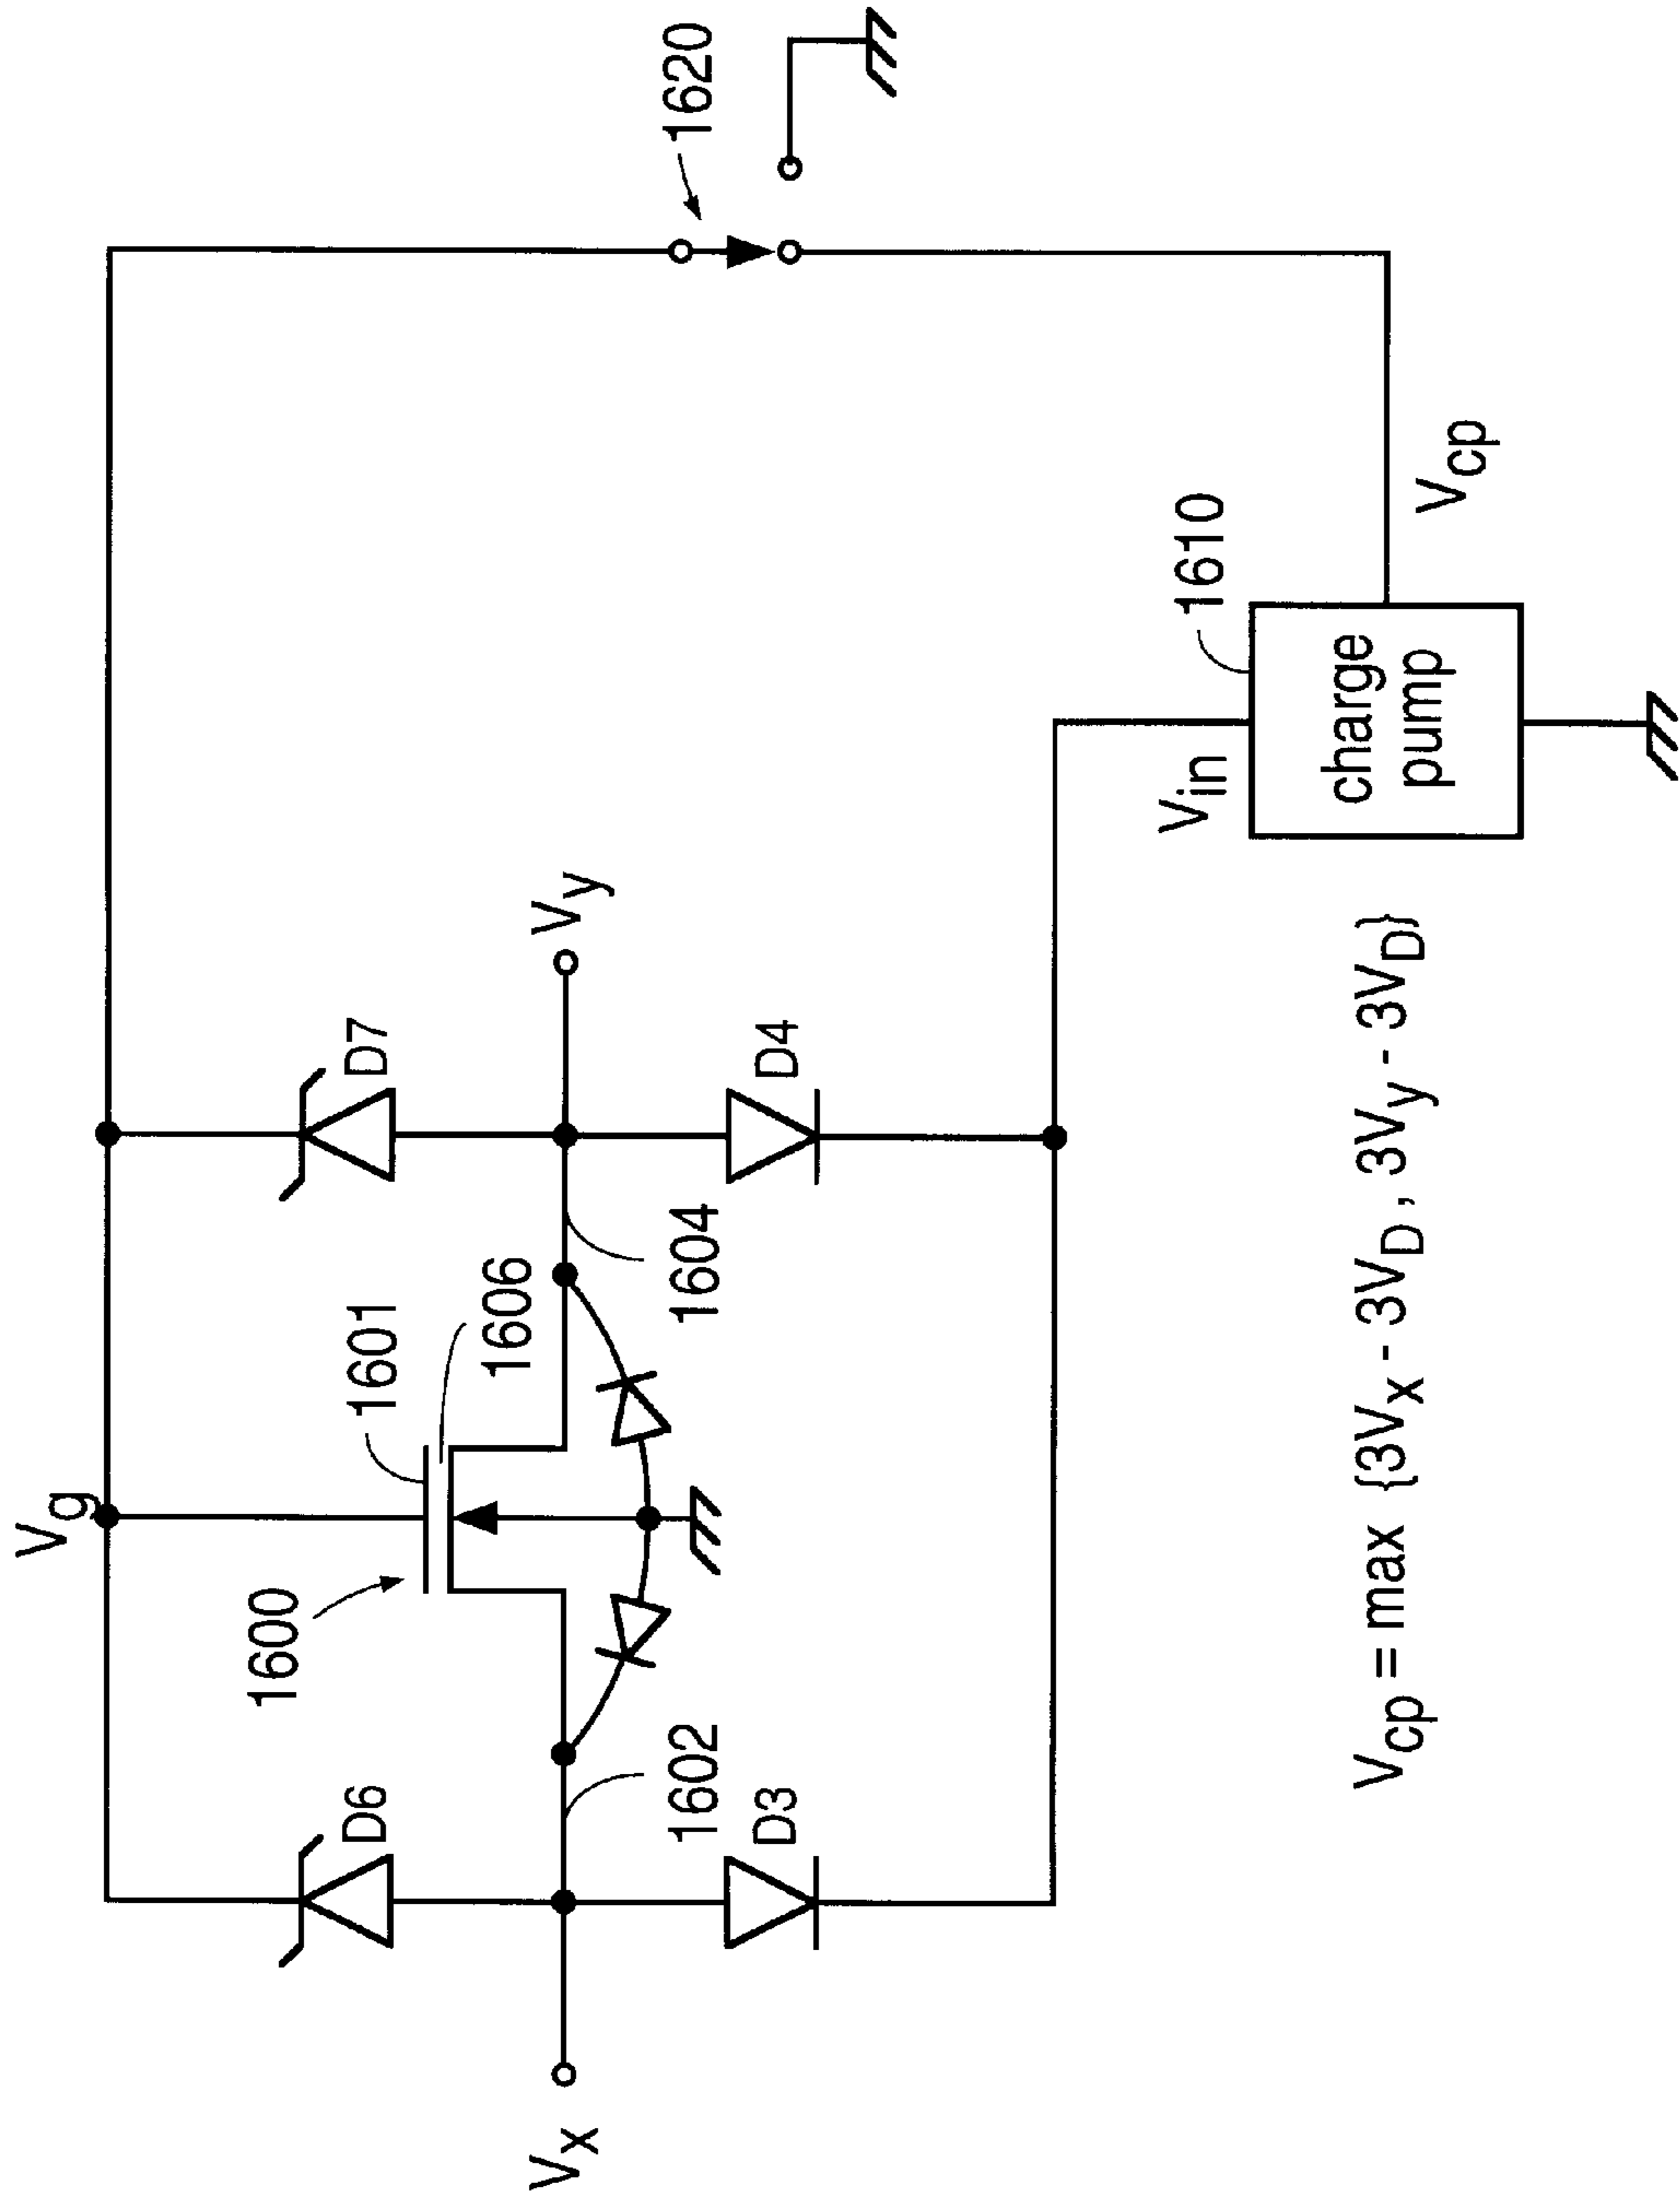 Vg
1600
1601
1606
D6
D7
Vx
1602
1604
Vy
D3
D4
1620
Vin
1610
charge
pump
Vcp
Vcp = max {3Vx - 3VD, 3Vy - 3VD}